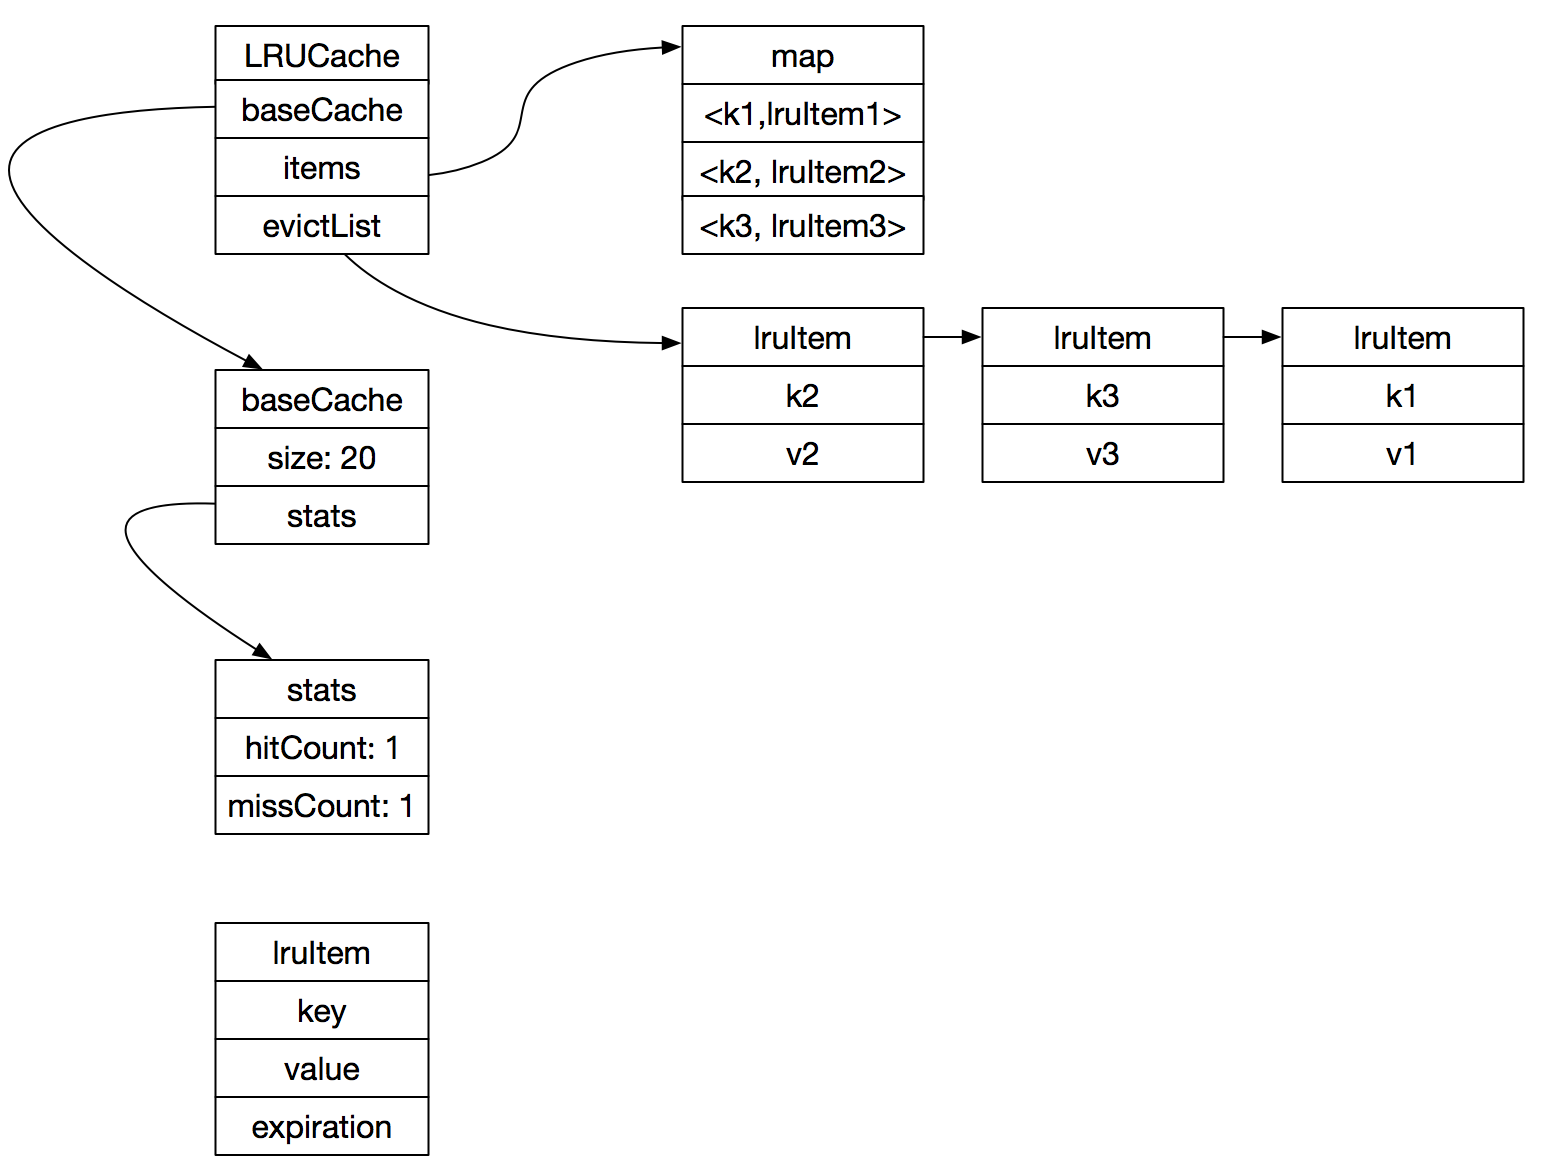 LRUCache
baseCache
items
evictList
map
<k1,lruItem1>
<k2, lruItem2>
<k3, lruItem3>
lruItem
k2
v2
lruItem
k3
v3
lruItem
k1
v1
baseCache
size: 20
stats
stats
hitCount: 1
missCount: 1
lruItem
key
value
expiration